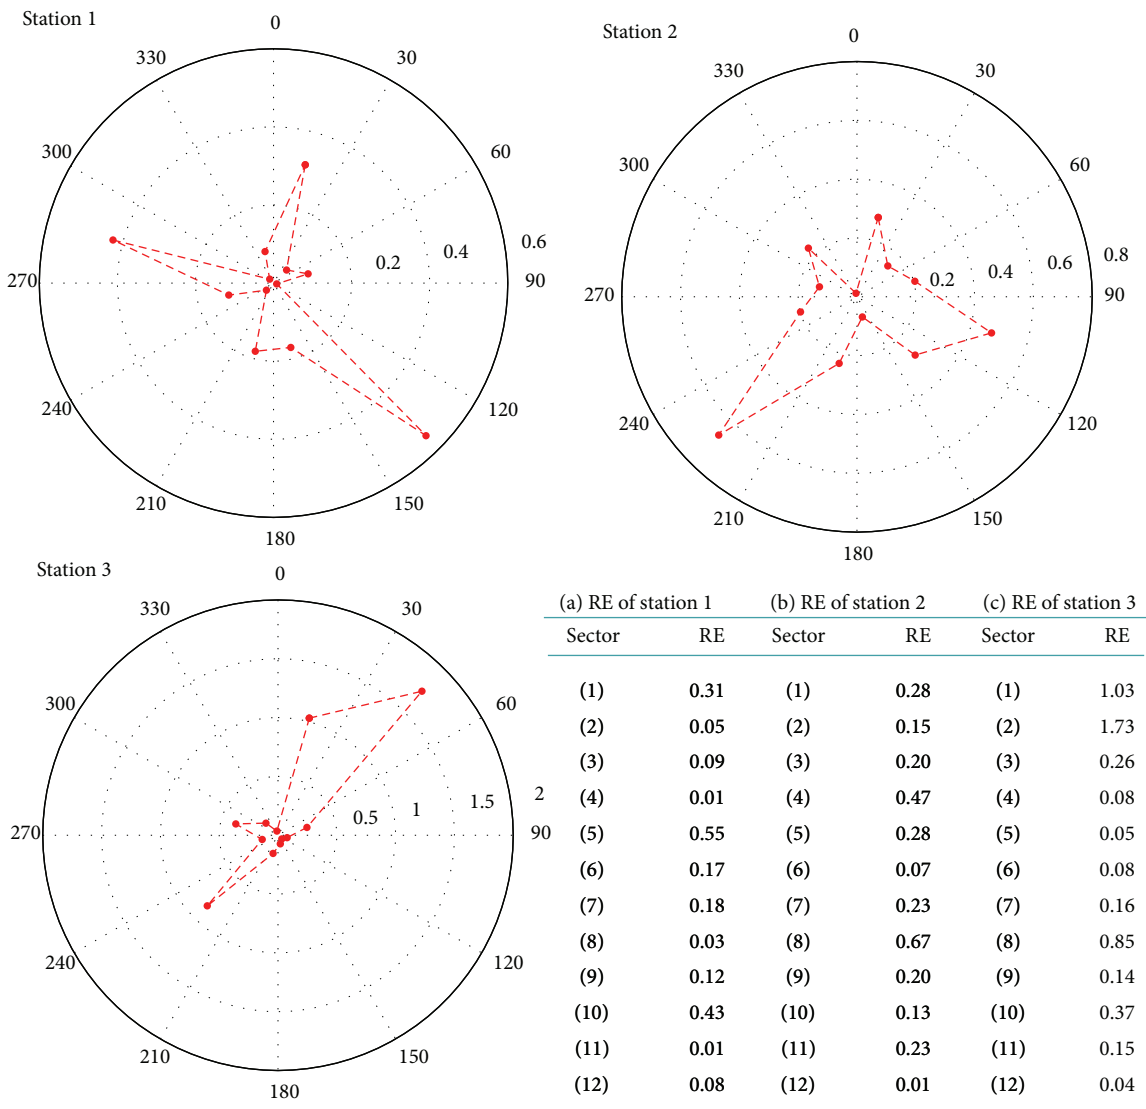 Station 1
0
30
60
90
120
150
180
210
240
270
300
330
0.2
0.4
0.6
Station 2
0
30
60
90
120
150
180
210
240
270
300
330
0.2
0.4
0.6
0.8
Station 3
0
30
60
90
120
150
180
210
240
270
300
330
0.5
1
1.5
2
(a) RE of station 1 (b) RE of station 2 (c) RE of station 3
Sector RE Sector RE Sector RE
(1) 0.31 (1) 0.28 (1) 1.03
(2) 0.05 (2) 0.15 (2) 1.73
(3) 0.09 (3) 0.20 (3) 0.26
(4) 0.01 (4) 0.47 (4) 0.08
(5) 0.55 (5) 0.28 (5) 0.05
(6) 0.17 (6) 0.07 (6) 0.08
(7) 0.18 (7) 0.23 (7) 0.16
(8) 0.03 (8) 0.67 (8) 0.85
(9) 0.12 (9) 0.20 (9) 0.14
(10) 0.43 (10) 0.13 (10) 0.37
(11) 0.01 (11) 0.23 (11) 0.15
(12) 0.08 (12) 0.01 (12) 0.04